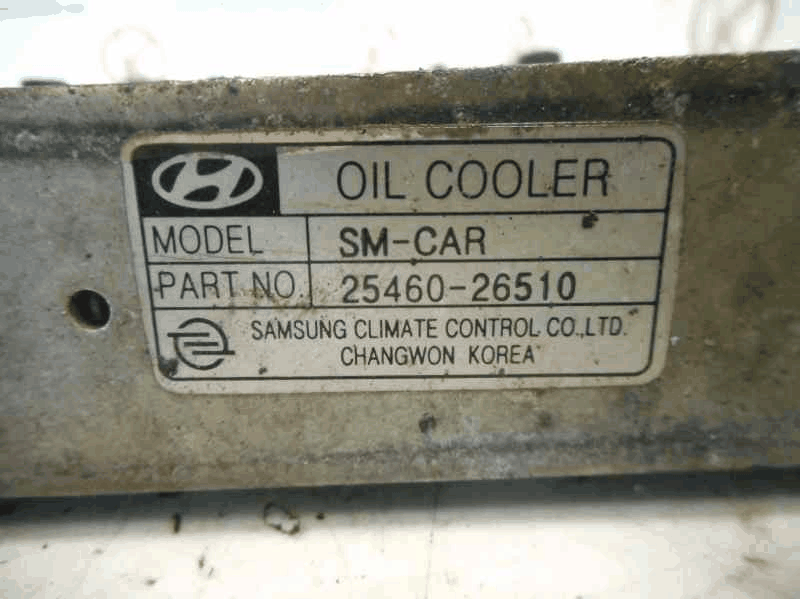 OIL COOLER
MODEL SM-CAR
PART NO. 25460-26510
SAMSUNG CLIMATE CONTROL CO.,LTD.
CHANGWON KOREA